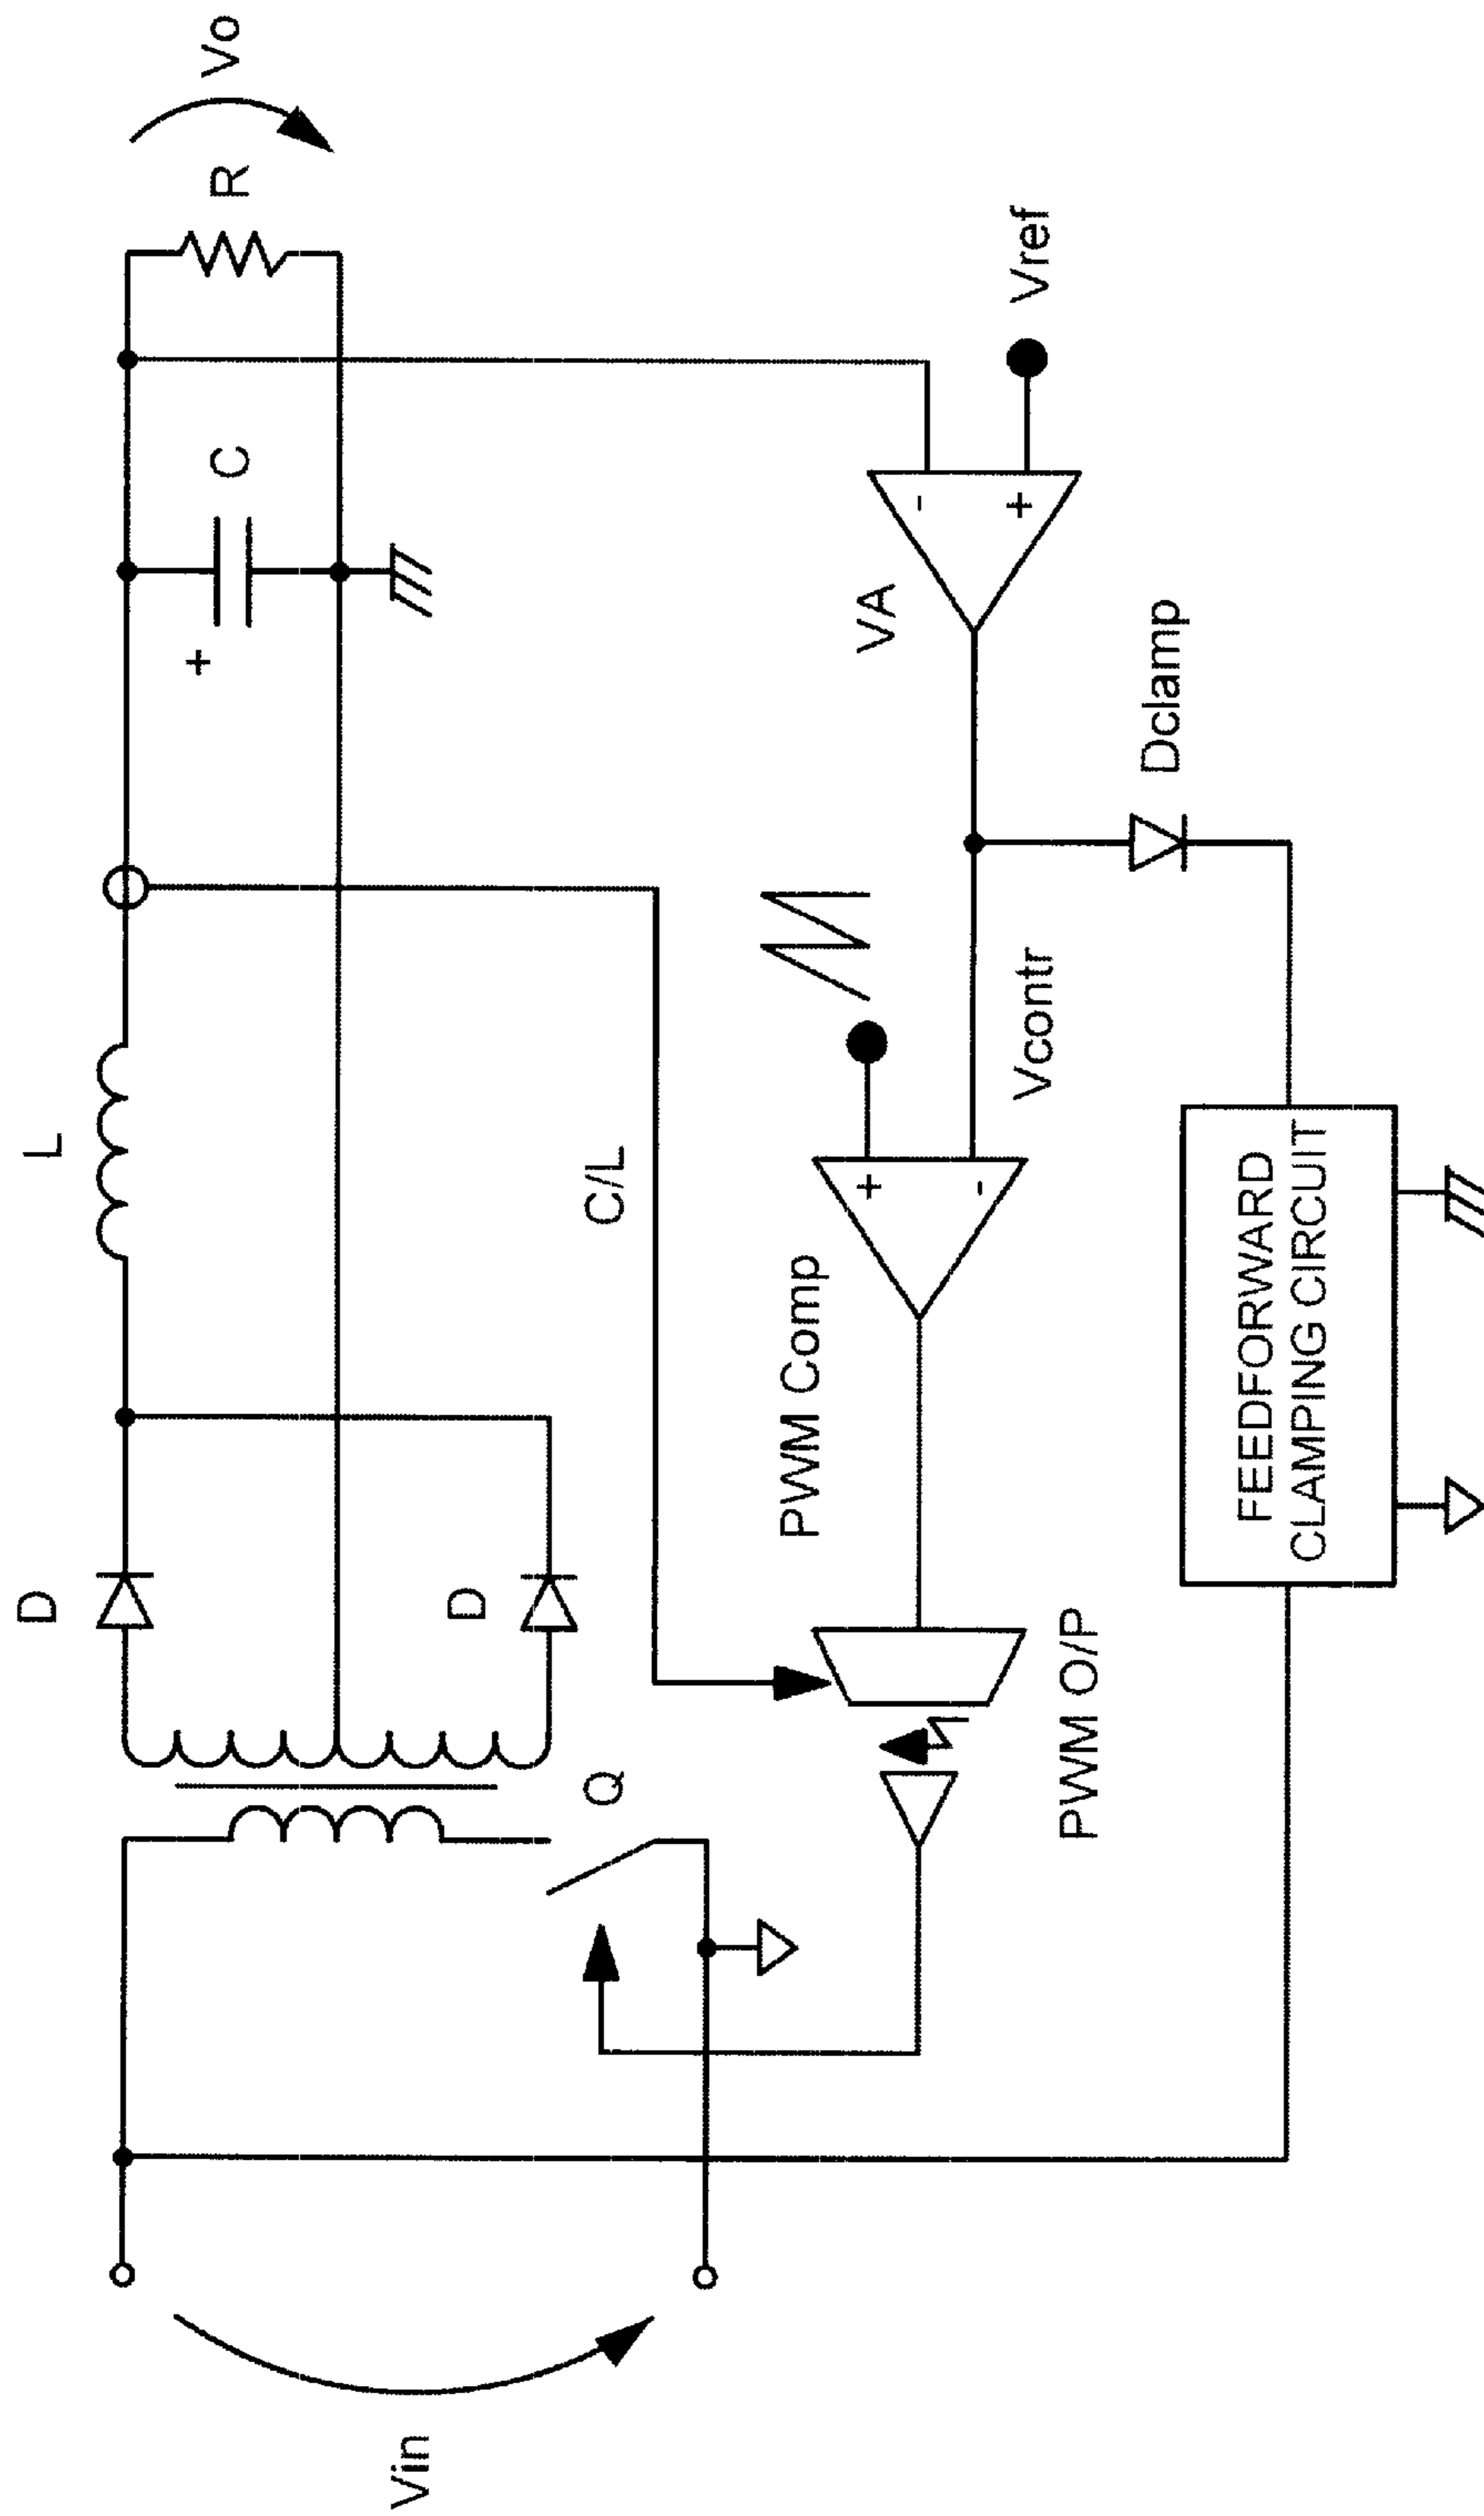 Vin
D
D
L
+
C
R
Vo
Q
C/L
PWM Comp
+
-
Vcontr
VA
-
+
Vref
PWM O/P
Dclamp
FEEDFORWARD
CLAMPING CIRCUIT